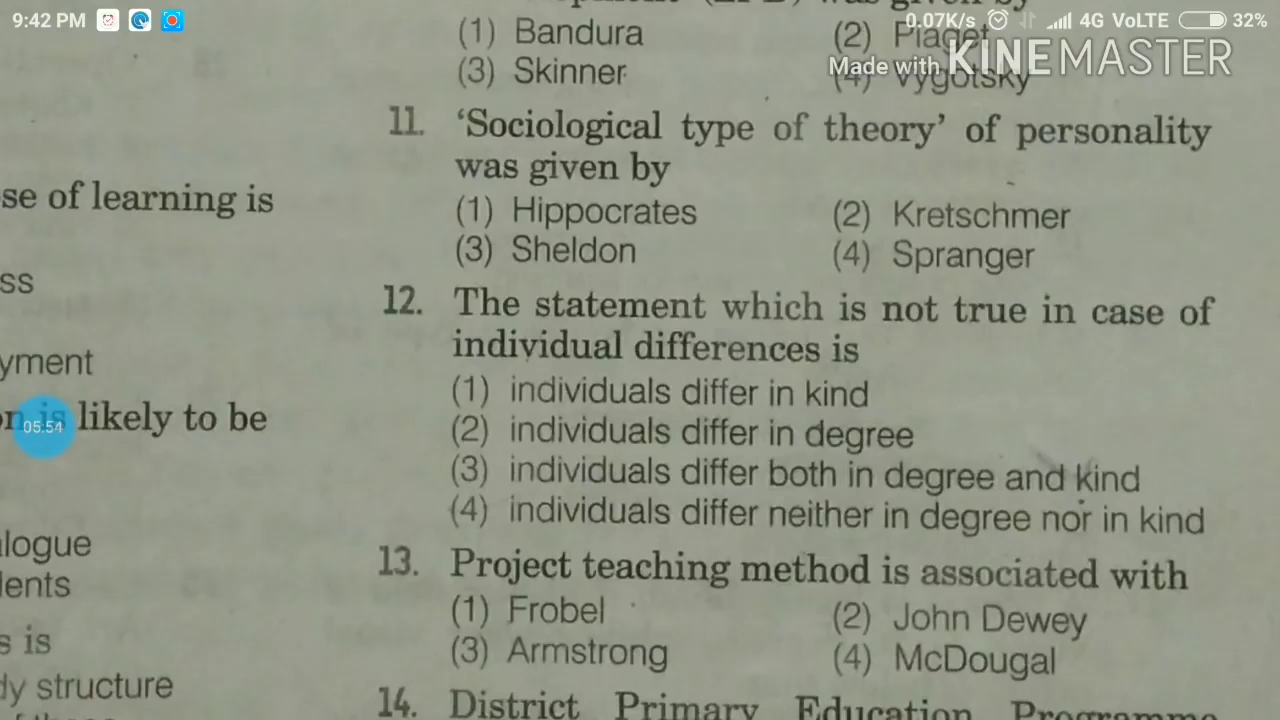 9:42 PM
0.07K/s 4G VoLTE 32%
Made with KINEMASTER
05:54
se of learning is
ss
yment
is likely to be
logue
lents
s is
dy structure
(1) Bandura (2) Piaget
(3) Skinner (4) Vygotsky
11. ‘Sociological type of theory’ of personality
was given by
(1) Hippocrates (2) Kretschmer
(3) Sheldon (4) Spranger
12. The statement which is not true in case of
individual differences is
(1) individuals differ in kind
(2) individuals differ in degree
(3) individuals differ both in degree and kind
(4) individuals differ neither in degree nor in kind
13. Project teaching method is associated with
(1) Frobel (2) John Dewey
(3) Armstrong (4) McDougal
14. District Primary Education Programme